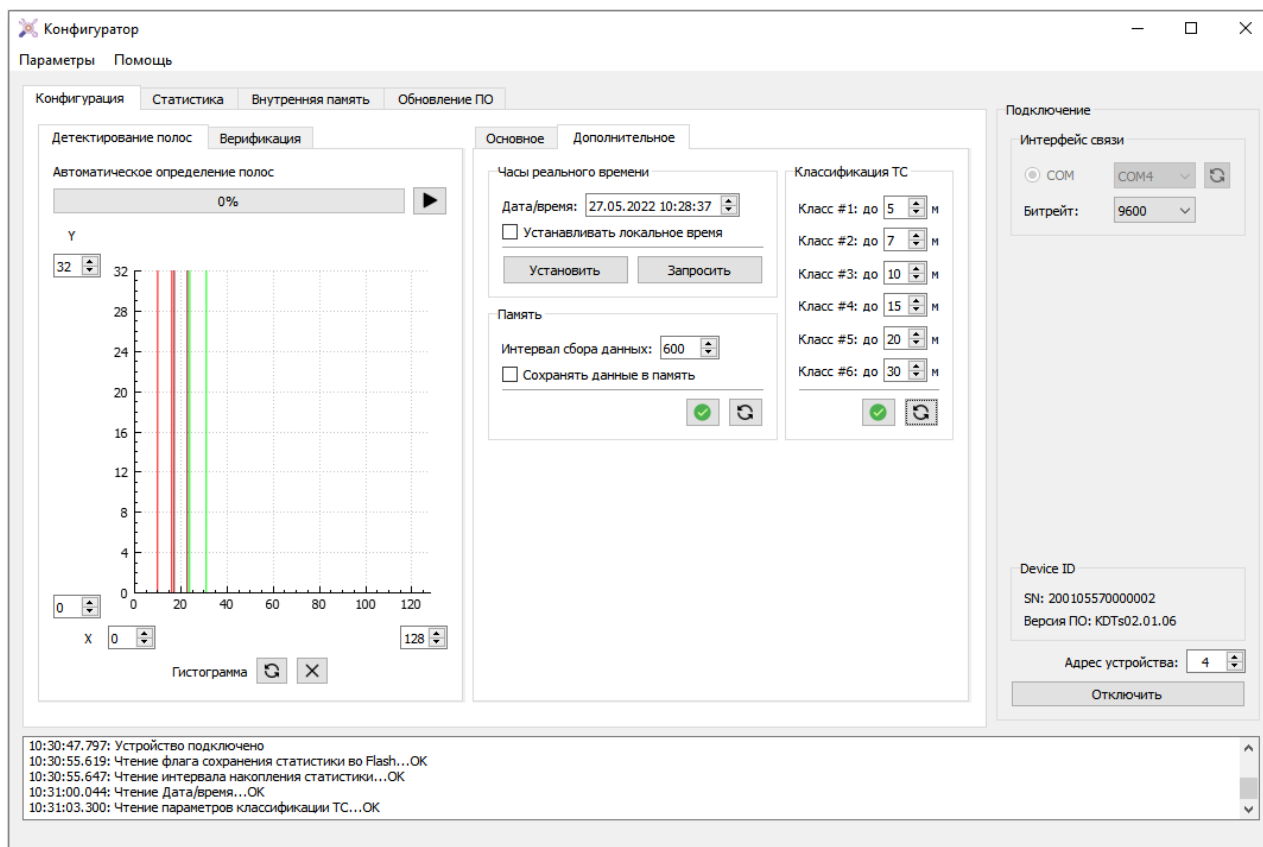 Конфигуратор
Параметры Помощь
Конфигурация Статистика Внутренняя память Обновление ПО
Детектирование полос Верификация
Автоматическое определение полос
0%
Y
32
32
28
24
20
16
12
8
4
0
0 20 40 60 80 100 120
0
X 0 128
Гистограмма
Основное Дополнительное
Часы реального времени
Дата/время: 27.05.2022 10:28:37
Устанавливать локальное время
Установить Запросить
Память
Интервал сбора данных: 600
Сохранять данные в память
Классификация ТС
Класс #1: до 5 м
Класс #2: до 7 м
Класс #3: до 10 м
Класс #4: до 15 м
Класс #5: до 20 м
Класс #6: до 30 м
Подключение
Интерфейс связи
COM COM4
Битрейт: 9600
Device ID
SN: 200105570000002
Версия ПО: KDTs02.01.06
Адрес устройства: 4
Отключить
10:30:47.797: Устройство подключено
10:30:55.619: Чтение флага сохранения статистики во Flash...OK
10:30:55.647: Чтение интервала накопления статистики...OK
10:31:00.044: Чтение Дата/время...OK
10:31:03.300: Чтение параметров классификации ТС...OK